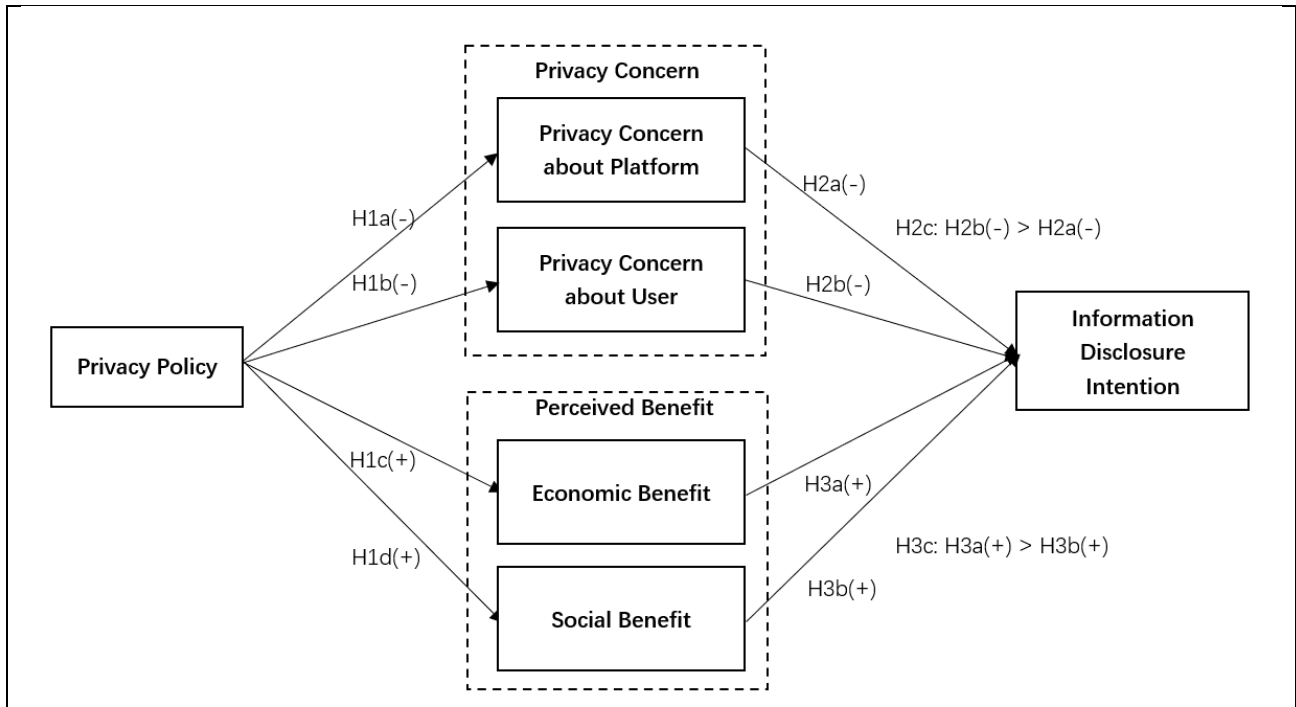 Privacy Concern
Privacy Concern
about Platform
H1a(-)
H2a(-)
H2c: H2b(-) > H2a(-)
Privacy Concern
about User
H1b(-)
H2b(-)
Information
Disclosure
Intention
Privacy Policy
Perceived Benefit
H1c(+)
Economic Benefit
H3a(+)
H3c: H3a(+) > H3b(+)
H1d(+)
H3b(+)
Social Benefit